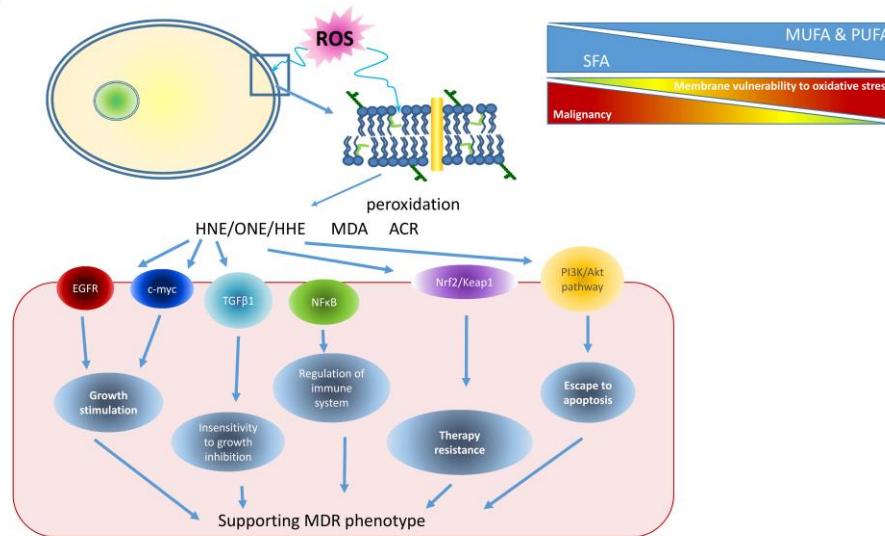 ROS
MUFA & PUFA
SFA
Membrane vulnerability to oxidative stress
Malignancy
peroxidation
HNE/ONE/HHE MDA ACR
EGFR
c-myc
TGFβ1
NFκB
Nrf2/Keap1
PI3K/Akt
pathway
Growth
stimulation
Insensitivity
to growth
inhibition
Regulation of
immune
system
Therapy
resistance
Escape to
apoptosis
Supporting MDR phenotype